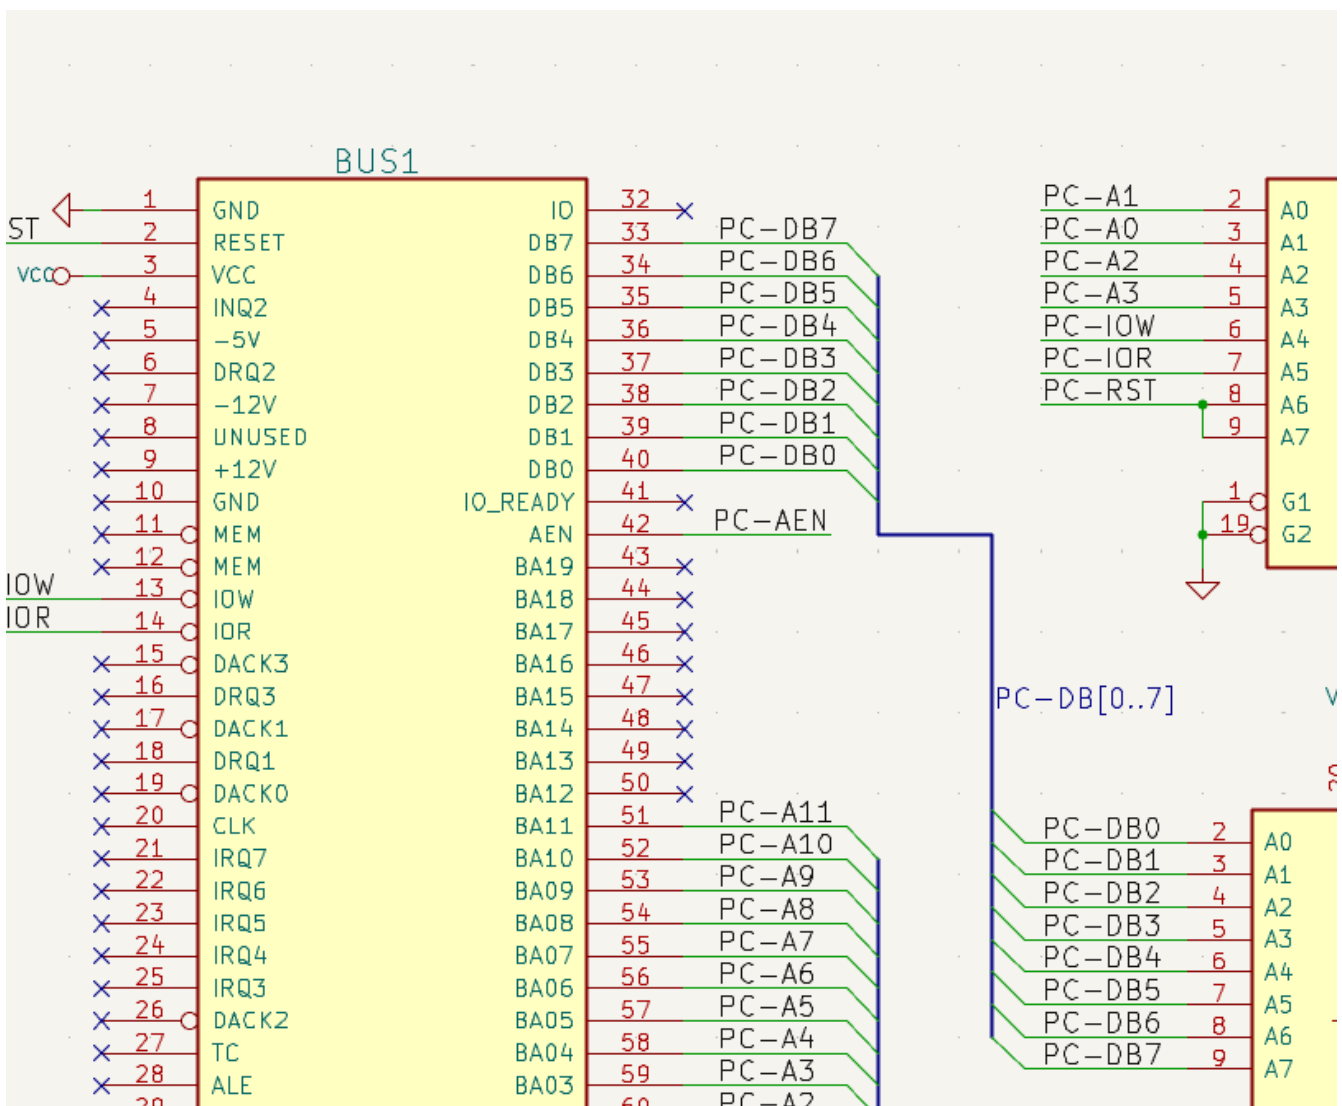 BUS1
1 GND IO 32
ST 2 RESET DB7 33 PC-DB7
VCC 3 VCC DB6 34 PC-DB6
4 INQ2 DB5 35 PC-DB5
5 -5V DB4 36 PC-DB4
6 DRQ2 DB3 37 PC-DB3
7 -12V DB2 38 PC-DB2
8 UNUSED DB1 39 PC-DB1
9 +12V DB0 40 PC-DB0
10 GND IO_READY 41
11 MEM AEN 42 PC-AEN
12 MEM BA19 43
IOW 13 IOW BA18 44
IOR 14 IOR BA17 45
15 DACK3 BA16 46
16 DRQ3 BA15 47
17 DACK1 BA14 48
18 DRQ1 BA13 49
19 DACK0 BA12 50
20 CLK BA11 51 PC-A11
21 IRQ7 BA10 52 PC-A10
22 IRQ6 BA09 53 PC-A9
23 IRQ5 BA08 54 PC-A8
24 IRQ4 BA07 55 PC-A7
25 IRQ3 BA06 56 PC-A6
26 DACK2 BA05 57 PC-A5
27 TC BA04 58 PC-A4
28 ALE BA03 59 PC-A3
PC-A1 2 A0
PC-A0 3 A1
PC-A2 4 A2
PC-A3 5 A3
PC-IOW 6 A4
PC-IOR 7 A5
PC-RST 8 A6
9 A7
1 G1
19 G2
PC-DB[0..7]
PC-DB0 2 A0
PC-DB1 3 A1
PC-DB2 4 A2
PC-DB3 5 A3
PC-DB4 6 A4
PC-DB5 7 A5
PC-DB6 8 A6
PC-DB7 9 A7